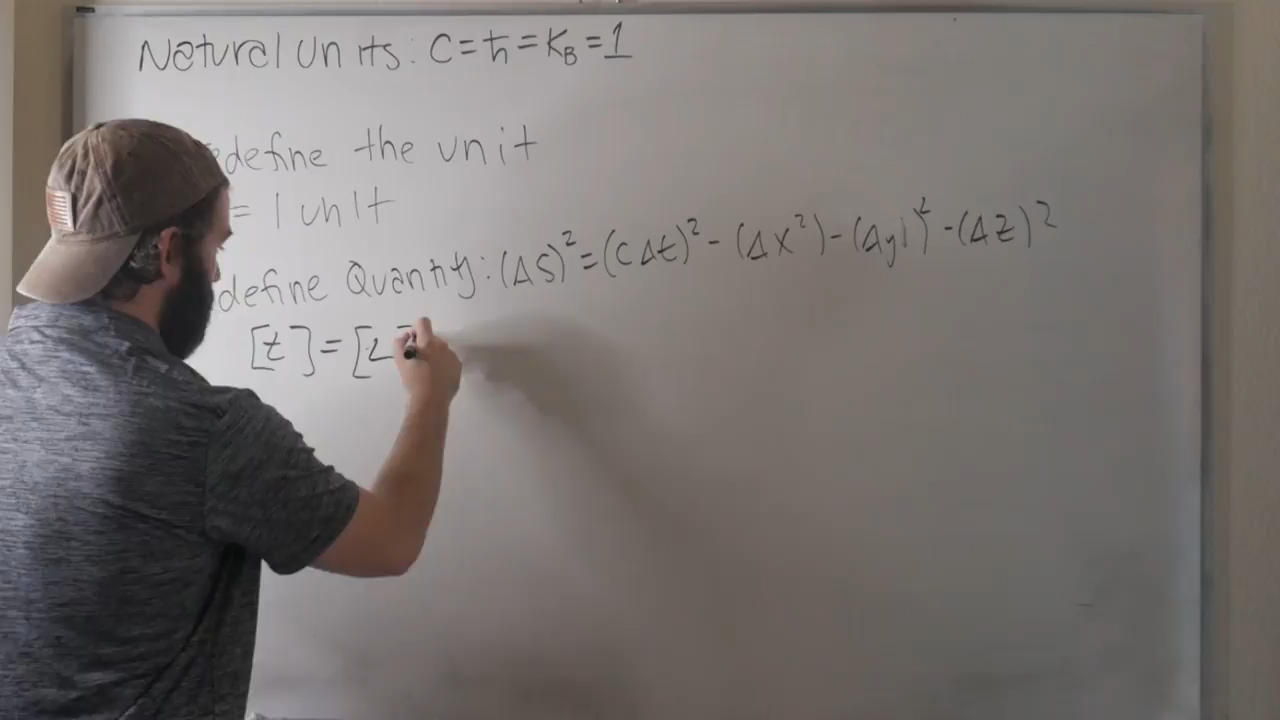 Natural Units: C=ℏ=K_B=1
edefine the unit
= 1 unit
define Quantity: (ΔS)²=(cΔt)² - (Δx²) - (Δy)² - (Δz)²
[t] = [L]